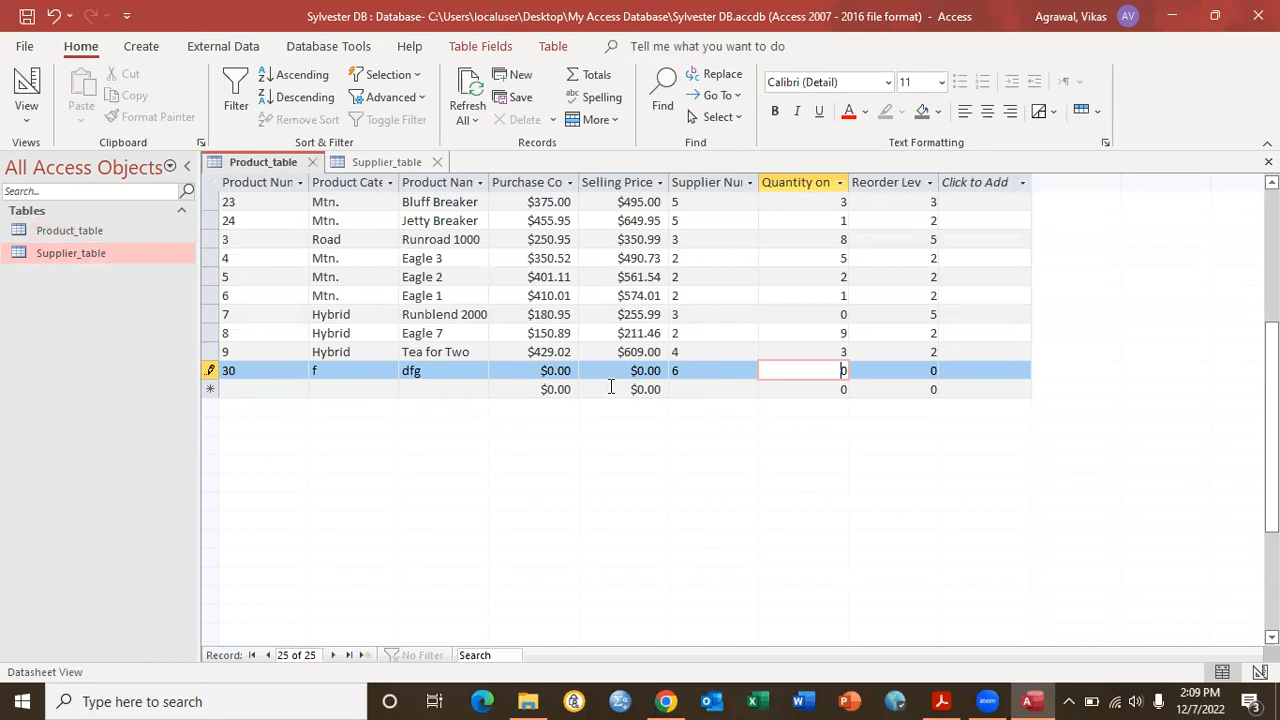 Sylvester DB : Database- C:\Users\localuser\Desktop\My Access Database\Sylvester DB.accdb (Access 2007 - 2016 file format) - Access
Agrawal, Vikas
AV
File Home Create External Data Database Tools Help Table Fields Table Tell me what you want to do
View
Views
Paste
Cut
Copy
Format Painter
Clipboard
Filter
Ascending
Descending
Remove Sort
Selection
Advanced
Toggle Filter
Sort & Filter
Refresh
All
New
Save
Delete
Totals
Spelling
More
Records
Find
Replace
Go To
Select
Find
Calibri (Detail) 11
B I U A
Text Formatting
All Access Objects
Search...
Tables
Product_table
Supplier_table
Product_table Supplier_table
Product Nun Product Cate Product Nan Purchase Co Selling Price Supplier Nu Quantity on Reorder Lev Click to Add
23 Mtn. Bluff Breaker $375.00 $495.00 5 3 3
24 Mtn. Jetty Breaker $455.95 $649.95 5 1 2
3 Road Runroad 1000 $250.95 $350.99 3 8 5
4 Mtn. Eagle 3 $350.52 $490.73 2 5 2
5 Mtn. Eagle 2 $401.11 $561.54 2 2 2
6 Mtn. Eagle 1 $410.01 $574.01 2 1 2
7 Hybrid Runblend 2000 $180.95 $255.99 3 0 5
8 Hybrid Eagle 7 $150.89 $211.46 2 9 2
9 Hybrid Tea for Two $429.02 $609.00 4 3 2
30 f dfg $0.00 $0.00 6 0 0
$0.00 $0.00 0 0
Record: 25 of 25 No Filter Search
Datasheet View
Type here to search
2:09 PM
12/7/2022
3